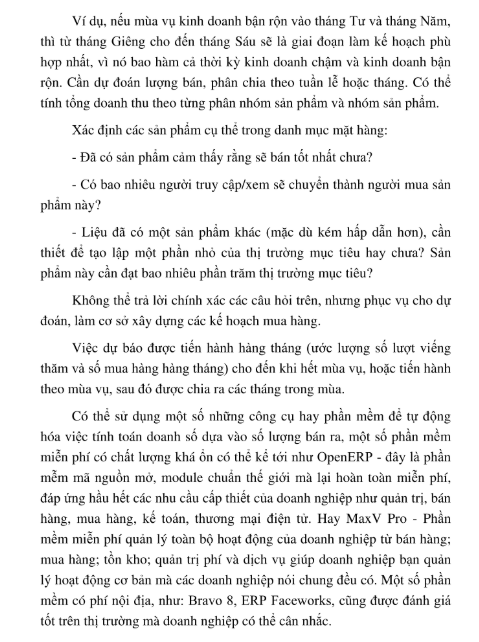 Ví dụ, nếu mùa vụ kinh doanh bận rộn vào tháng Tư và tháng Năm,
thì từ tháng Giêng cho đến tháng Sáu sẽ là giai đoạn làm kế hoạch phù
hợp nhất, vì nó bao hàm cả thời kỳ kinh doanh chậm và kinh doanh bận
rộn. Cần dự đoán lượng bán, phân chia theo tuần lễ hoặc tháng. Có thể
tính tổng doanh thu theo từng phân nhóm sản phẩm và nhóm sản phẩm.
Xác định các sản phẩm cụ thể trong danh mục mặt hàng:
- Đã có sản phẩm cảm thấy rằng sẽ bán tốt nhất chưa?
- Có bao nhiêu người truy cập/xem sẽ chuyển thành người mua sản
phẩm này?
- Liệu đã có một sản phẩm khác (mặc dù kém hấp dẫn hơn), cần
thiết để tạo lập một phần nhỏ của thị trường mục tiêu hay chưa? Sản
phẩm này cần đạt bao nhiêu phần trăm thị trường mục tiêu?
Không thể trả lời chính xác các câu hỏi trên, nhưng phục vụ cho dự
đoán, làm cơ sở xây dựng các kế hoạch mua hàng.
Việc dự báo được tiến hành hàng tháng (ước lượng số lượt viếng
thăm và số mua hàng hàng tháng) cho đến khi hết mùa vụ, hoặc tiến hành
theo mùa vụ, sau đó được chia ra các tháng trong mùa.
Có thể sử dụng một số những công cụ hay phần mềm để tự động
hóa việc tính toán doanh số dựa vào số lượng bán ra, một số phần mềm
miễn phí có chất lượng khá ổn có thể kể tới như OpenERP - đây là phần
mềm mã nguồn mở, module chuẩn thế giới mà lại hoàn toàn miễn phí,
đáp ứng hầu hết các nhu cầu cấp thiết của doanh nghiệp như quản trị, bán
hàng, mua hàng, kế toán, thương mại điện tử. Hay MaxV Pro - Phần
mềm miễn phí quản lý toàn bộ hoạt động của doanh nghiệp từ bán hàng;
mua hàng; tồn kho; quản trị phí và dịch vụ giúp doanh nghiệp bạn quản
lý hoạt động cơ bản mà các doanh nghiệp nói chung đều có. Một số phần
mềm có phí nội địa, như: Bravo 8, ERP Faceworks, cũng được đánh giá
tốt trên thị trường mà doanh nghiệp có thể cân nhắc.